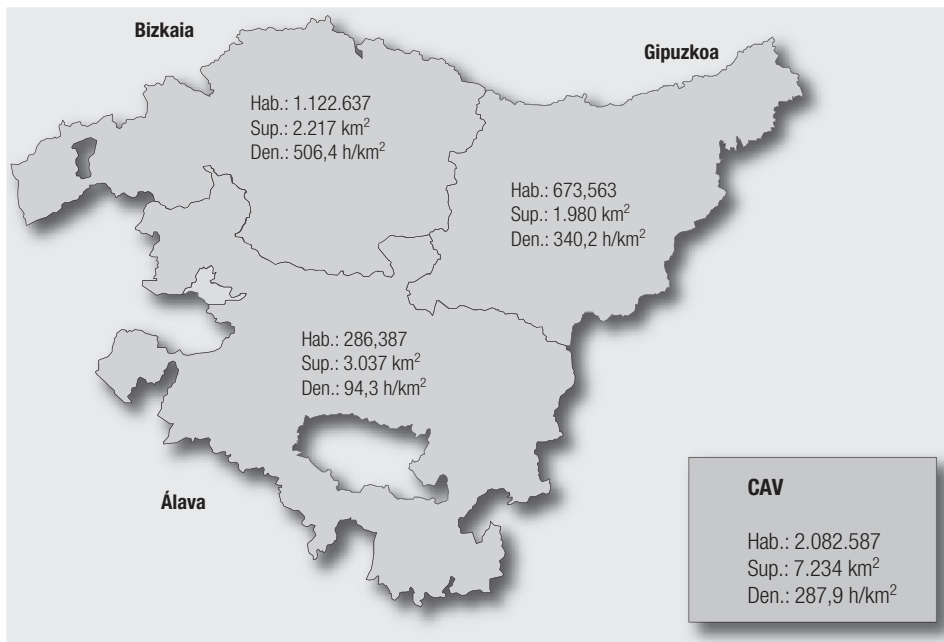 Bizkaia
Gipuzkoa
Hab.: 1.122.637
Sup.: 2.217 km²
Den.: 506,4 h/km²
Hab.: 673,563
Sup.: 1.980 km²
Den.: 340,2 h/km²
Hab.: 286,387
Sup.: 3.037 km²
Den.: 94,3 h/km²
Álava
CAV
Hab.: 2.082.587
Sup.: 7.234 km²
Den.: 287,9 h/km²